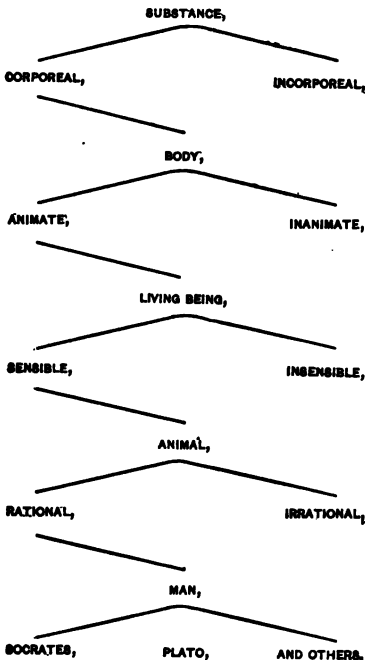 SUBSTANCE,
CORPOREAL, INCORPOREAL,
BODY,
ANIMATE, INANIMATE,
LIVING BEING,
SENSIBLE, INSENSIBLE,
ANIMAL,
RATIONAL, IRRATIONAL,
MAN,
SOCRATES, PLATO, AND OTHERS.